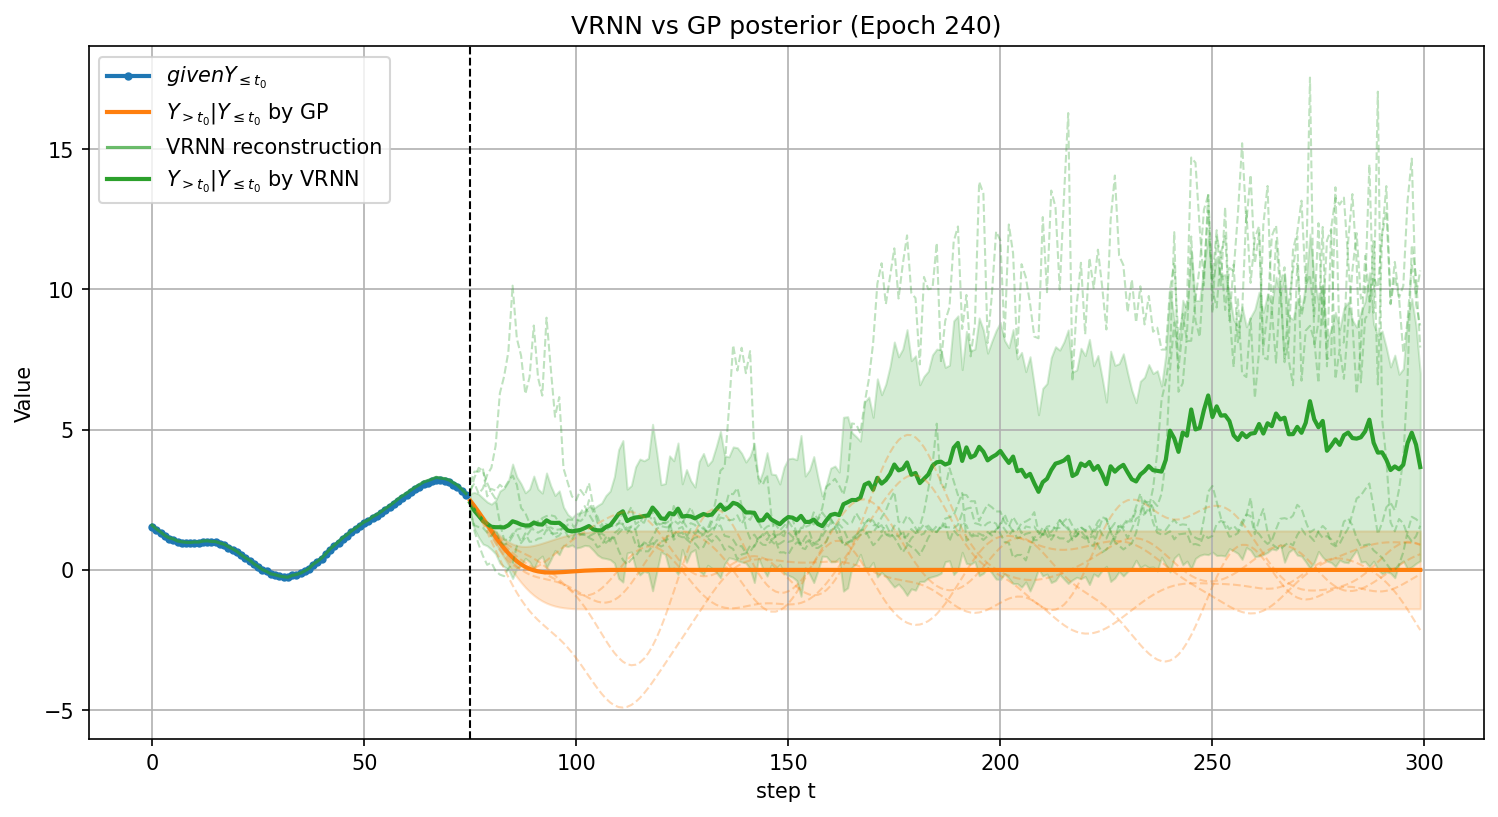 VRNN vs GP posterior (Epoch 240)
givenY≤t₀
Y>t₀|Y≤t₀ by GP
VRNN reconstruction
Y>t₀|Y≤t₀ by VRNN
Value
15
10
5
0
−5
0 50 100 150 200 250 300
step t